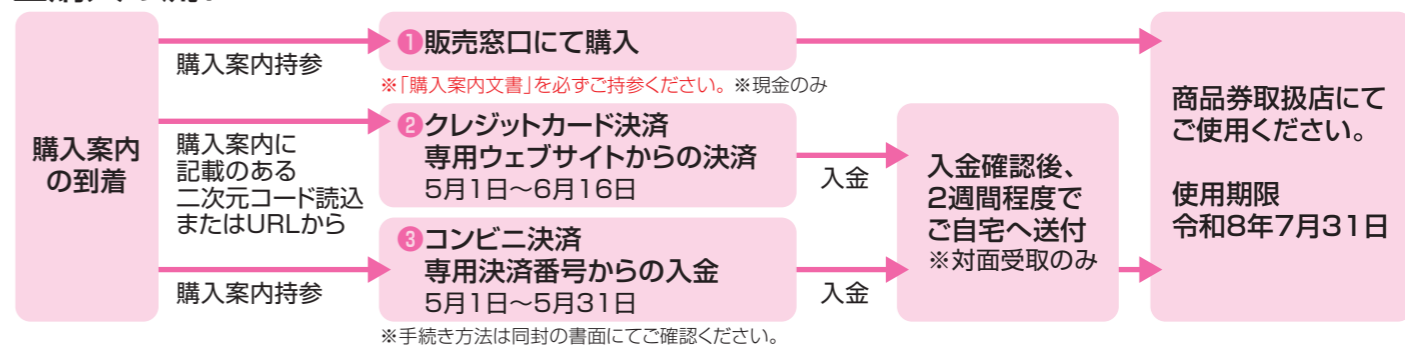 購入案内
の到着
購入案内持参
❶販売窓口にて購入
※「購入案内文書」を必ずご持参ください。※現金のみ
購入案内に
記載のある
二次元コード読込
またはURLから
❷クレジットカード決済
専用ウェブサイトからの決済
5月1日～6月16日
入金
購入案内持参
❸コンビニ決済
専用決済番号からの入金
5月1日～5月31日
入金
※手続き方法は同封の書面にてご確認ください。
入金確認後、
2週間程度で
ご自宅へ送付
※対面受取のみ
商品券取扱店にて
ご使用ください。
使用期限
令和8年7月31日